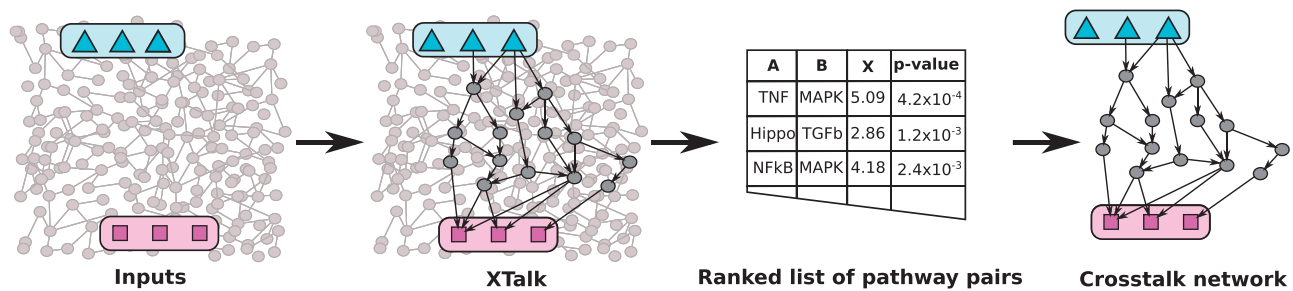 A B X p-value
TNF MAPK 5.09 4.2x10⁻⁴
Hippo TGFb 2.86 1.2x10⁻³
NFkB MAPK 4.18 2.4x10⁻³
Inputs
XTalk
Ranked list of pathway pairs
Crosstalk network